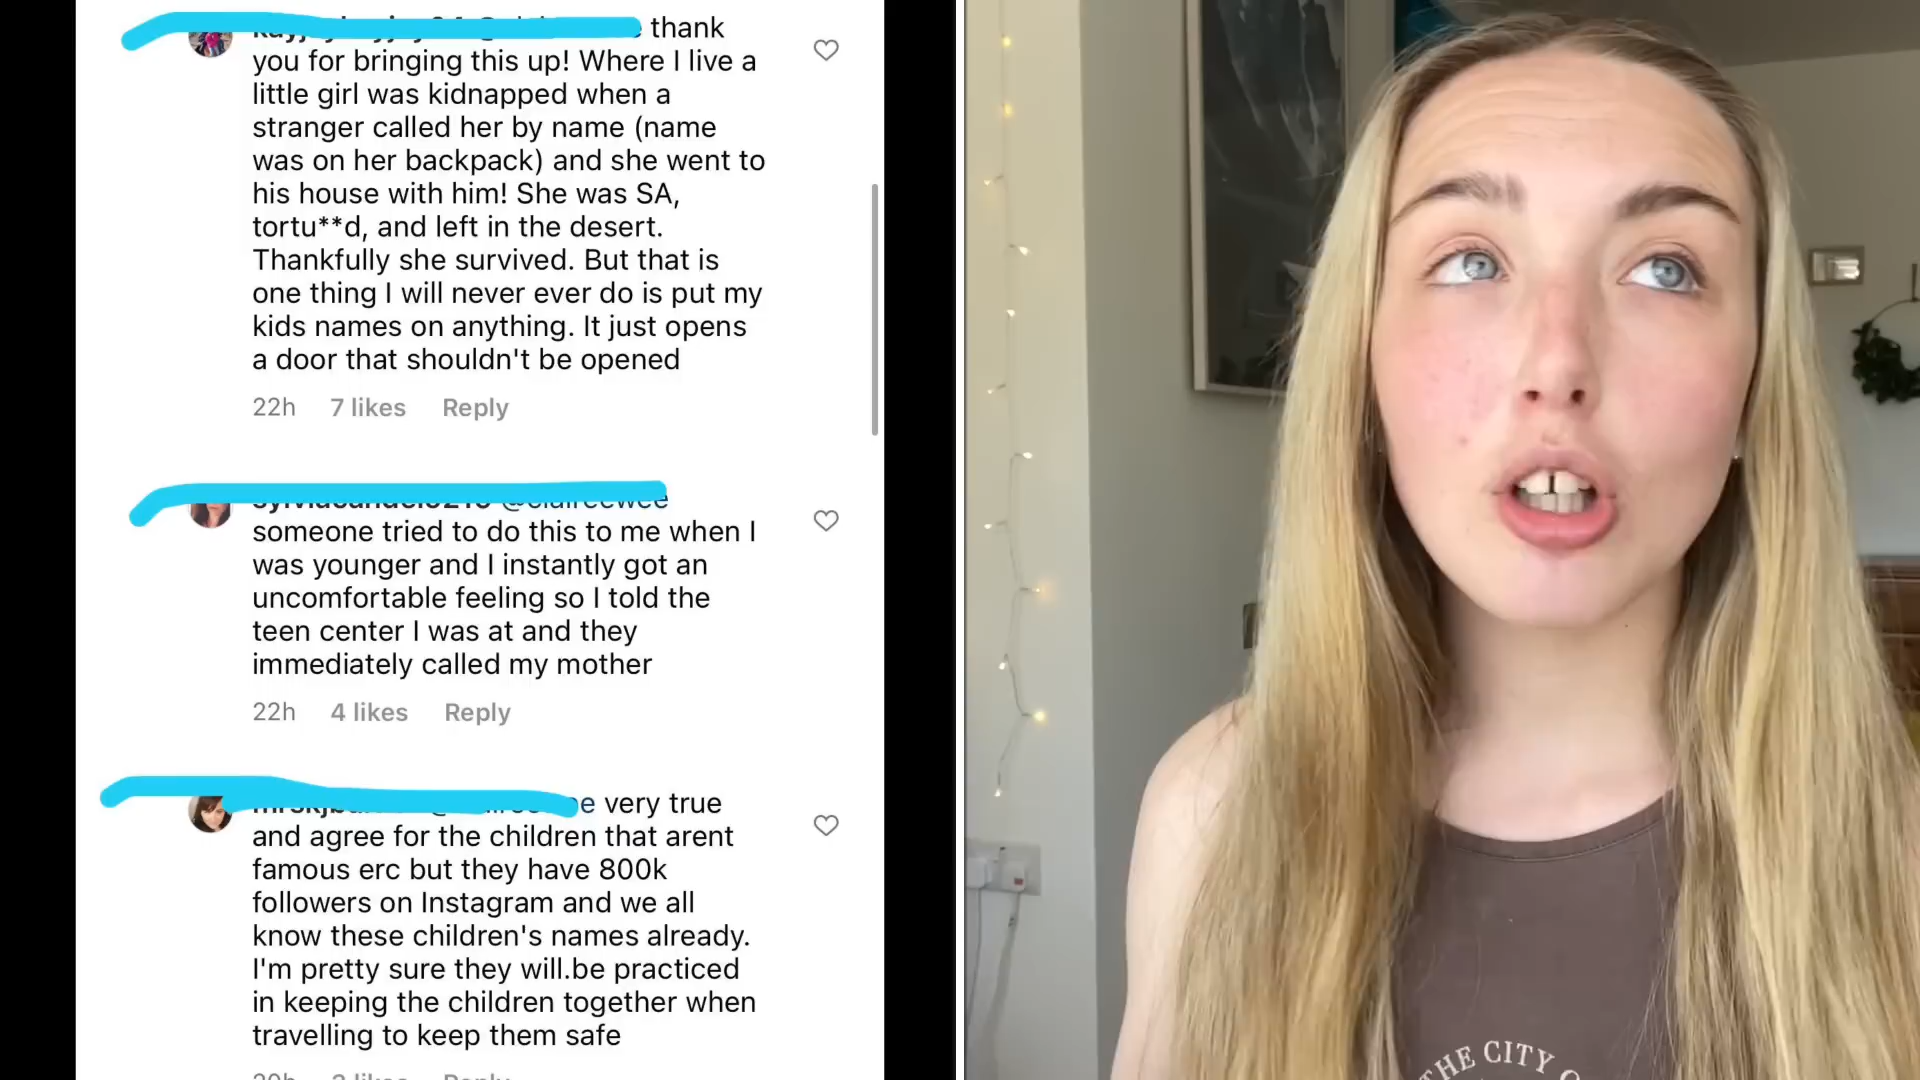 thank
you for bringing this up! Where I live a
little girl was kidnapped when a
stranger called her by name (name
was on her backpack) and she went to
his house with him! She was SA,
tortu**d, and left in the desert.
Thankfully she survived. But that is
one thing I will never ever do is put my
kids names on anything. It just opens
a door that shouldn't be opened
22h 7 likes Reply
someone tried to do this to me when I
was younger and I instantly got an
uncomfortable feeling so I told the
teen center I was at and they
immediately called my mother
22h 4 likes Reply
very true
and agree for the children that arent
famous erc but they have 800k
followers on Instagram and we all
know these children's names already.
I'm pretty sure they will.be practiced
in keeping the children together when
travelling to keep them safe
20h 3 likes Reply
THE CITY